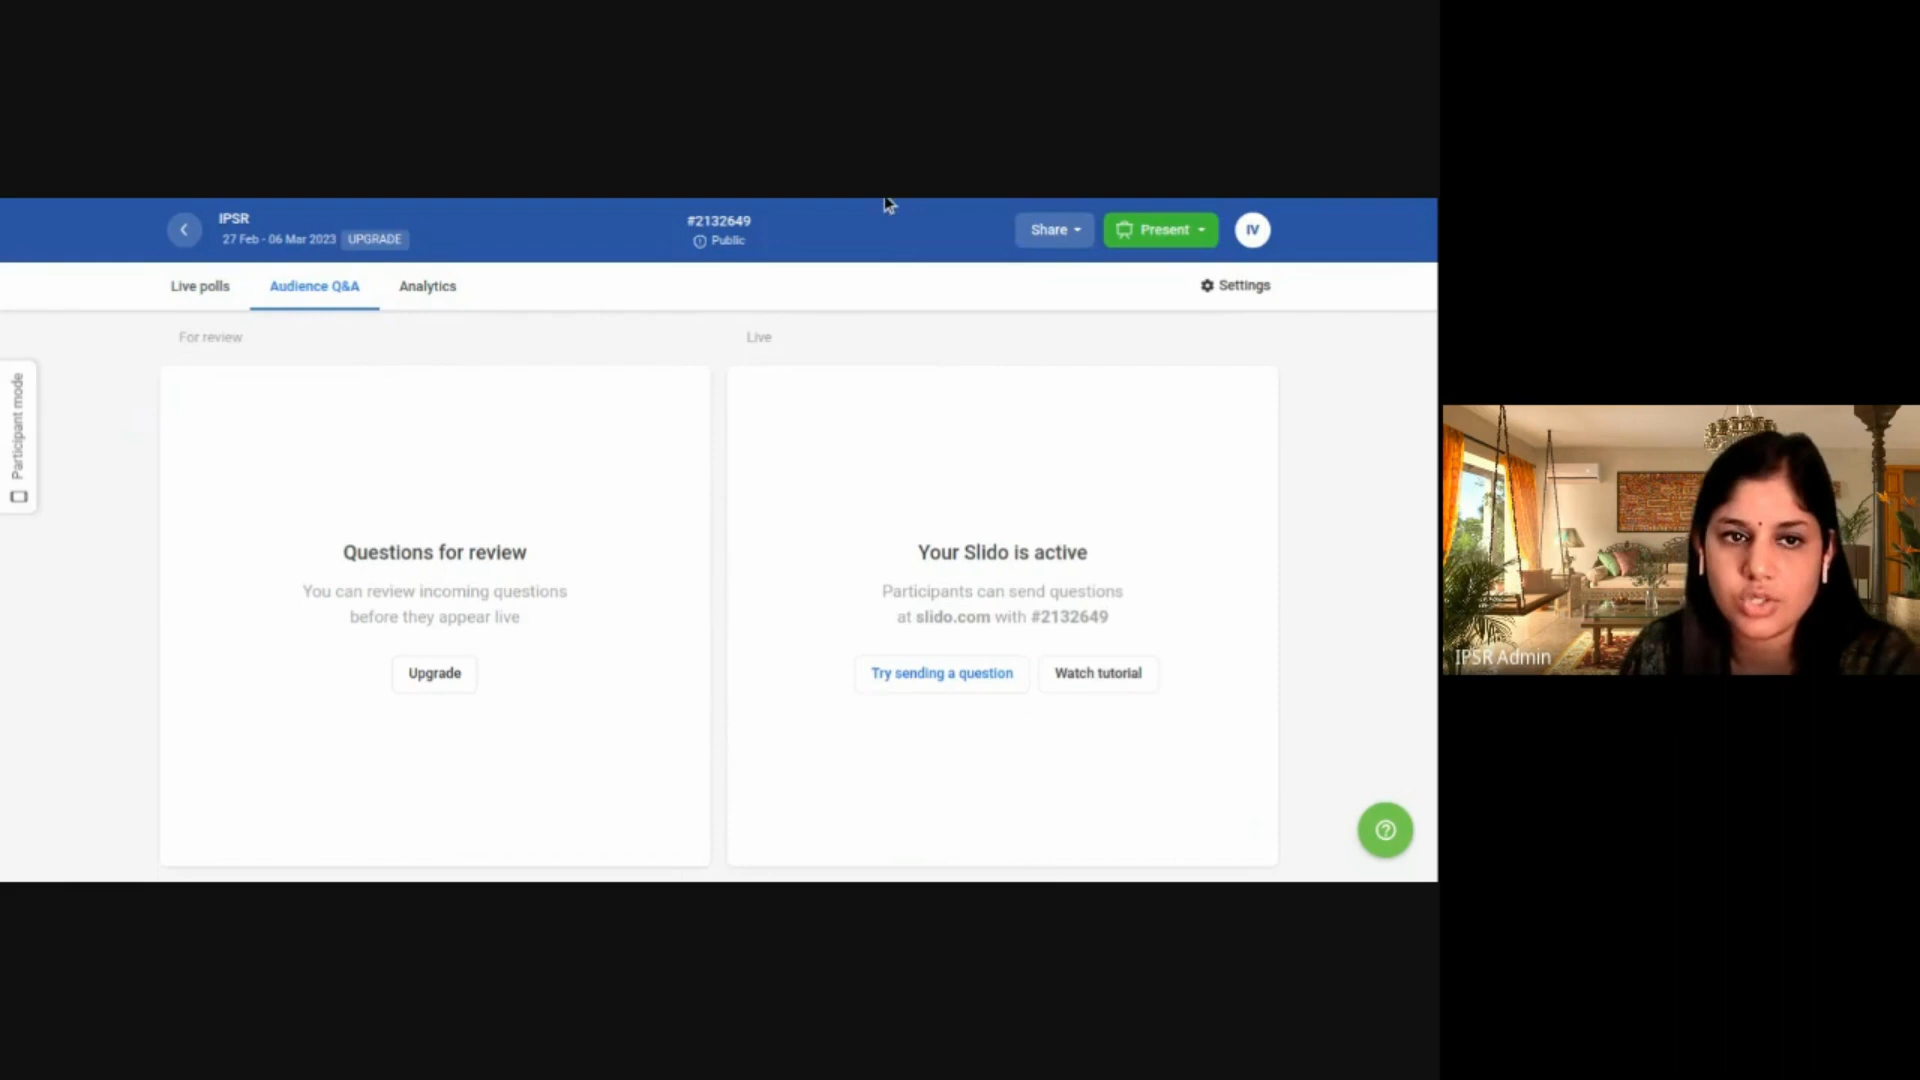 IPSR
27 Feb - 06 Mar 2023 UPGRADE
#2132649
Public
Share
Present
IV
Live polls
Audience Q&A
Analytics
Settings
For review
Live
Participant mode
Questions for review
You can review incoming questions
before they appear live
Upgrade
Your Slido is active
Participants can send questions
at slido.com with #2132649
Try sending a question
Watch tutorial
IPSR Admin